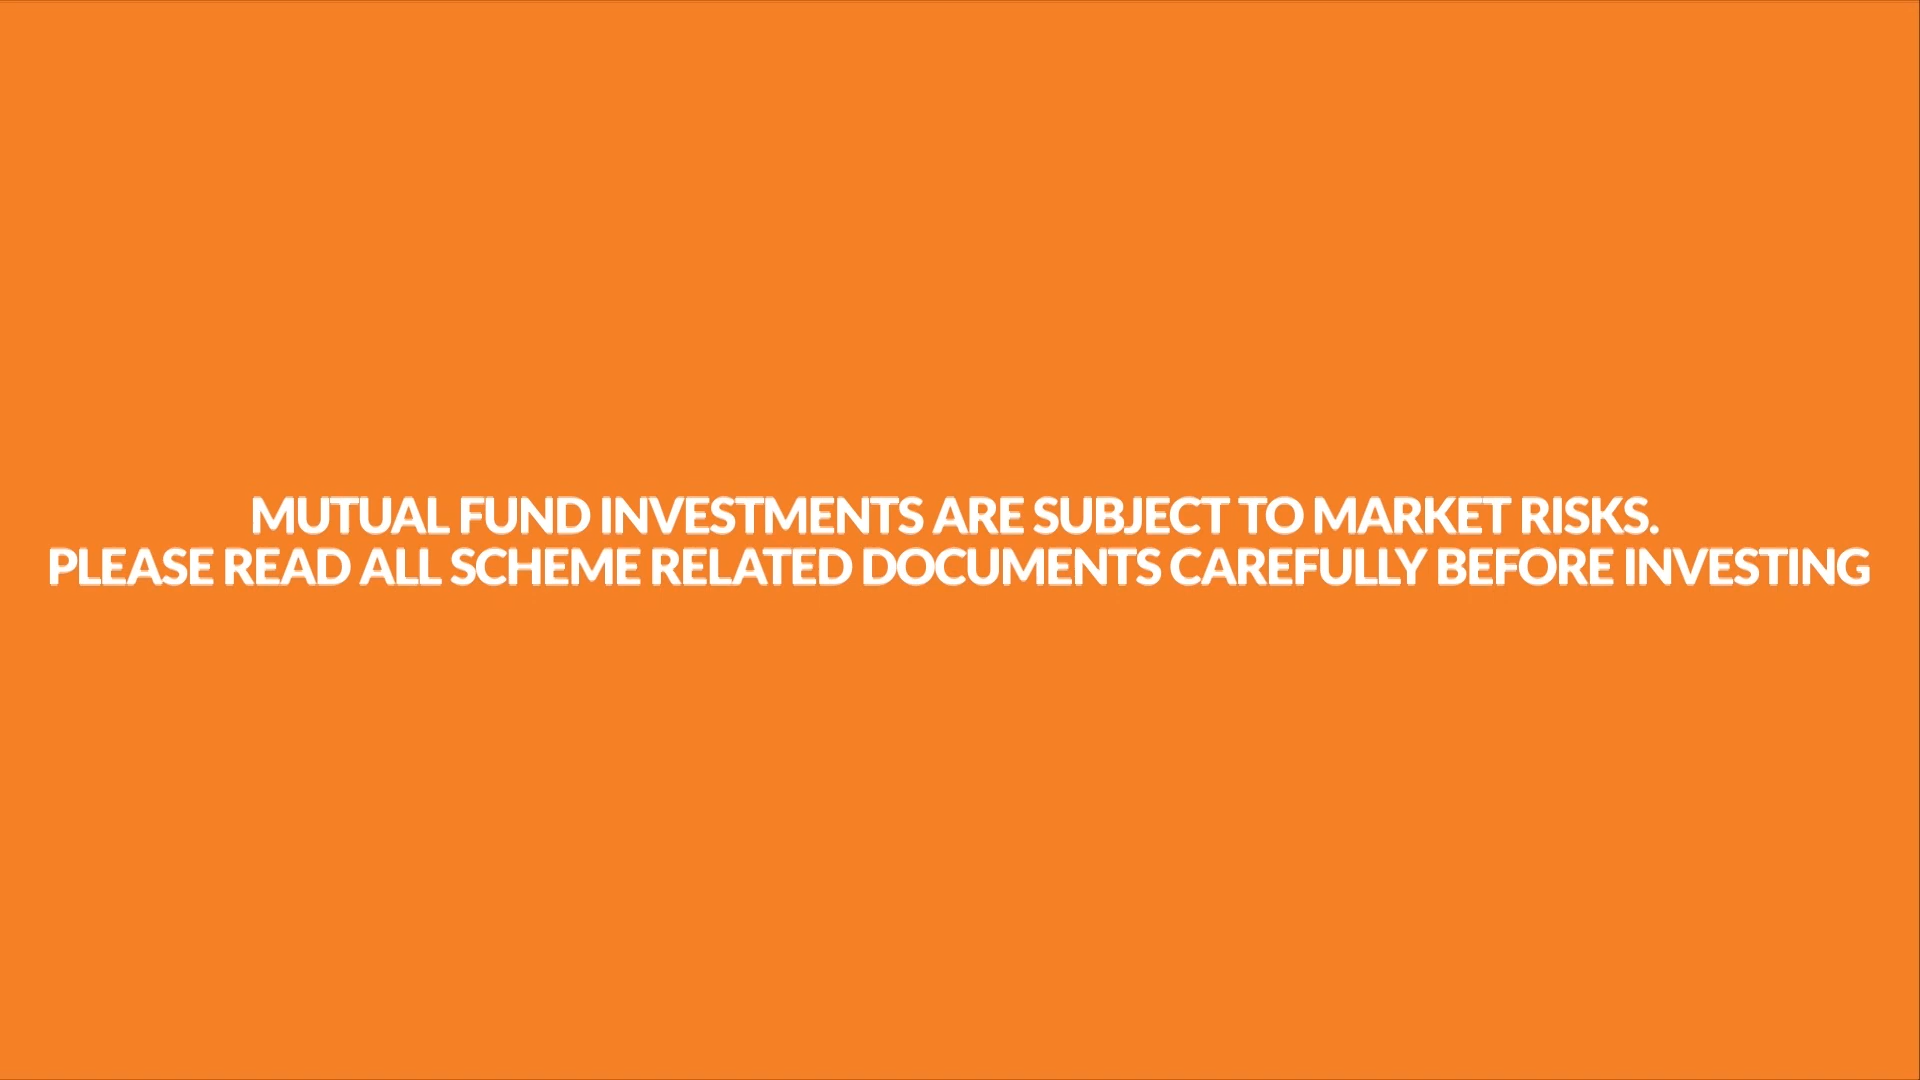 MUTUAL FUND INVESTMENTS ARE SUBJECT TO MARKET RISKS.
PLEASE READ ALL SCHEME RELATED DOCUMENTS CAREFULLY BEFORE INVESTING